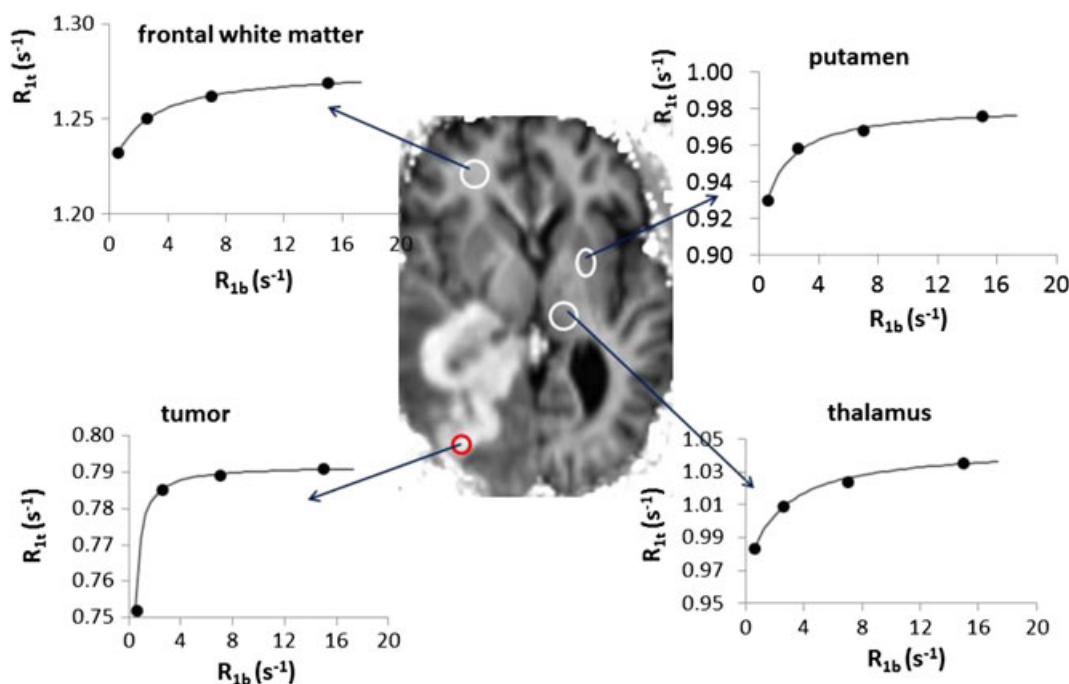 frontal white matter
R1t (s-1)
1.30
1.25
1.20
0 4 8 12 16 20
R1b (s-1)
putamen
R1t (s-1)
1.00
0.98
0.96
0.94
0.93
0.90
0 4 8 12 16 20
R1b (s-1)
tumor
R1t (s-1)
0.80
0.79
0.78
0.77
0.76
0.75
0 4 8 12 16 20
R1b (s-1)
thalamus
R1t (s-1)
1.05
1.03
1.01
0.99
0.97
0.95
0 4 8 12 16 20
R1b (s-1)